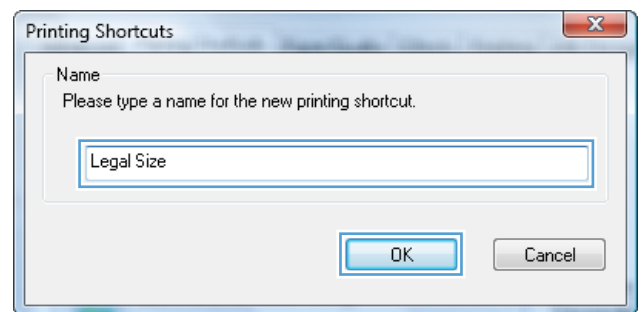 Printing Shortcuts
Name
Please type a name for the new printing shortcut.
Legal Size
OK
Cancel